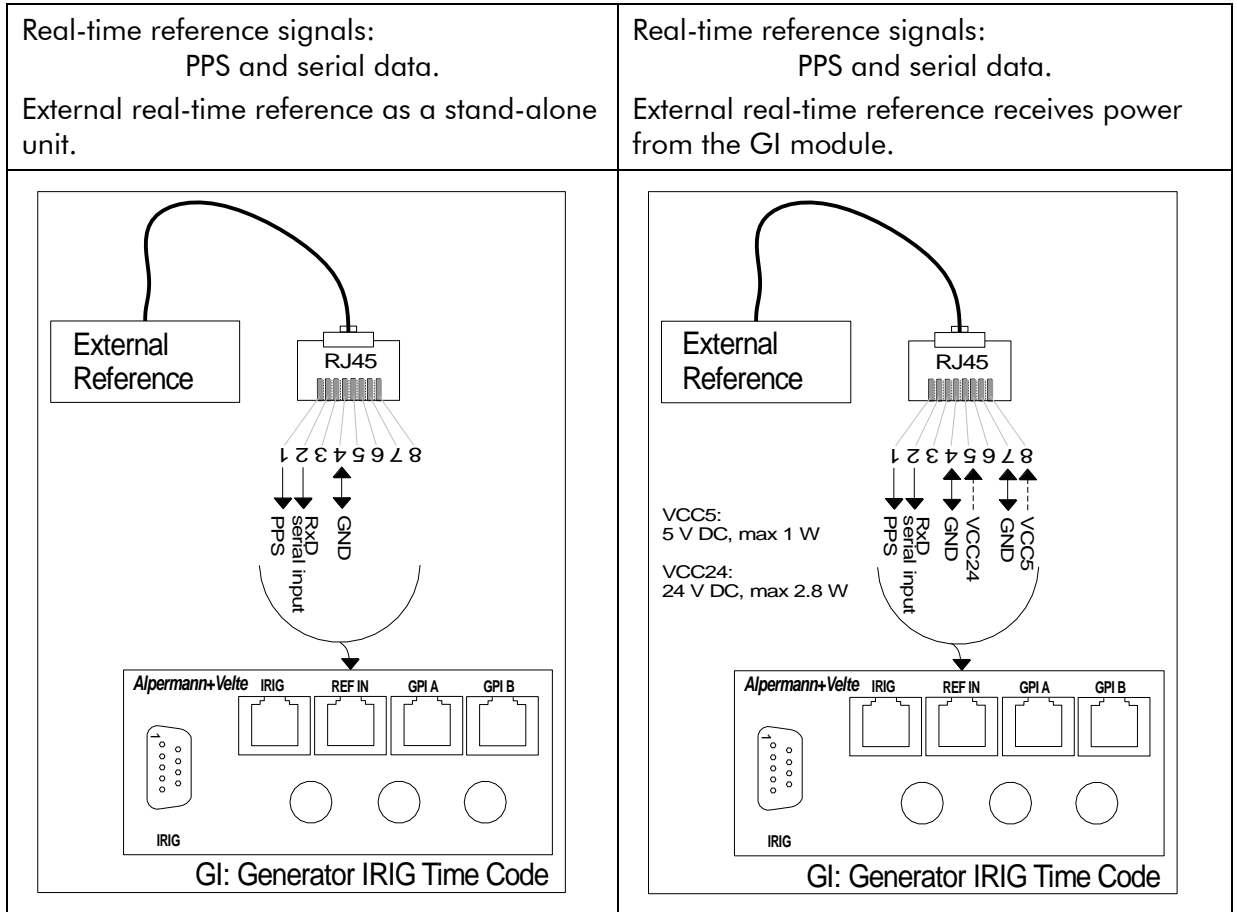 Real-time reference signals:
PPS and serial data.
External real-time reference as a stand-alone
unit.
Real-time reference signals:
PPS and serial data.
External real-time reference receives power
from the GI module.
External
Reference
RJ45
1 2 3 4 5 6 7 8
PPS
RxD
serial input
GND
Alpermann+Velte IRIG REF IN GPI A GPI B
1
IRIG
GI: Generator IRIG Time Code
External
Reference
RJ45
1 2 3 4 5 6 7 8
VCC5:
5 V DC, max 1 W
VCC24:
24 V DC, max 2.8 W
PPS
RxD
serial input
GND
VCC24
GND
VCC5
Alpermann+Velte IRIG REF IN GPI A GPI B
1
IRIG
GI: Generator IRIG Time Code